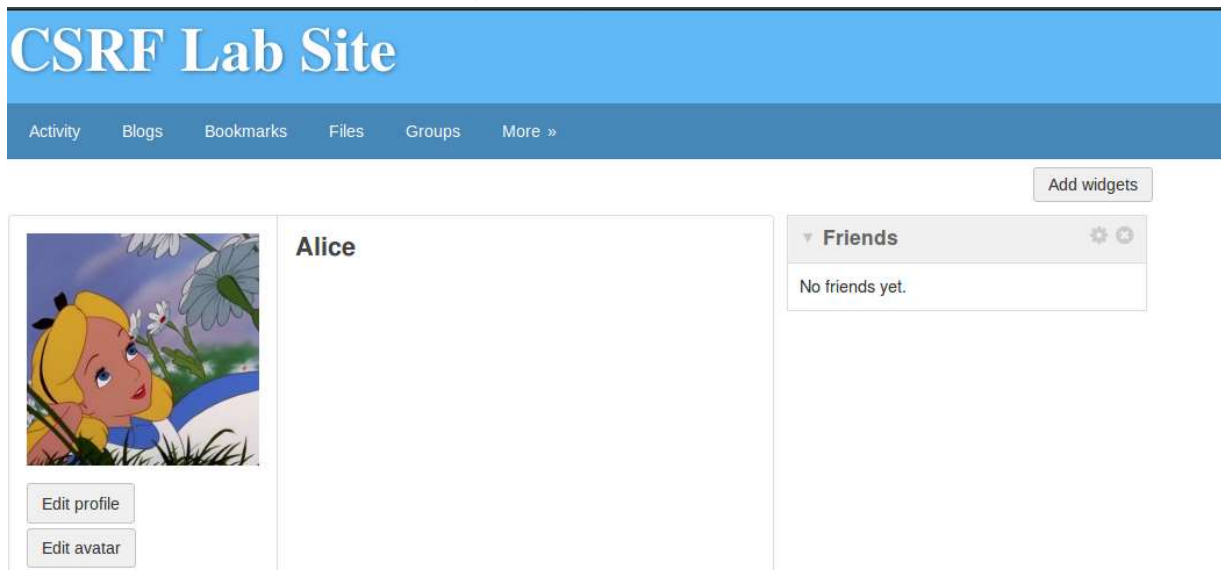 CSRF Lab Site
Activity Blogs Bookmarks Files Groups More »
Add widgets
Alice
Friends
No friends yet.
Edit profile
Edit avatar